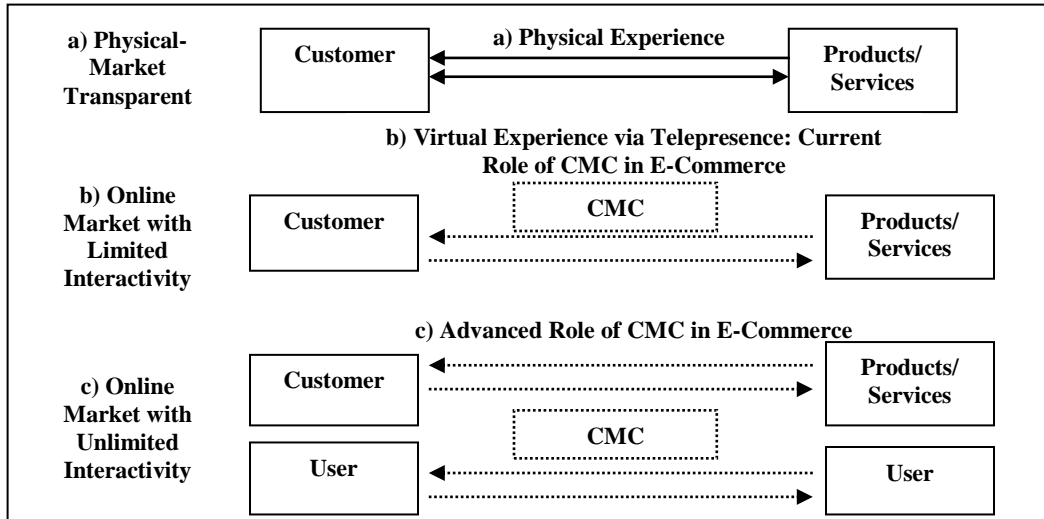 a) Physical-
Market
Transparent
Customer
a) Physical Experience
Products/
Services
b) Virtual Experience via Telepresence: Current
Role of CMC in E-Commerce
b) Online
Market with
Limited
Interactivity
Customer
CMC
Products/
Services
c) Advanced Role of CMC in E-Commerce
c) Online
Market with
Unlimited
Interactivity
Customer
Products/
Services
CMC
User
User